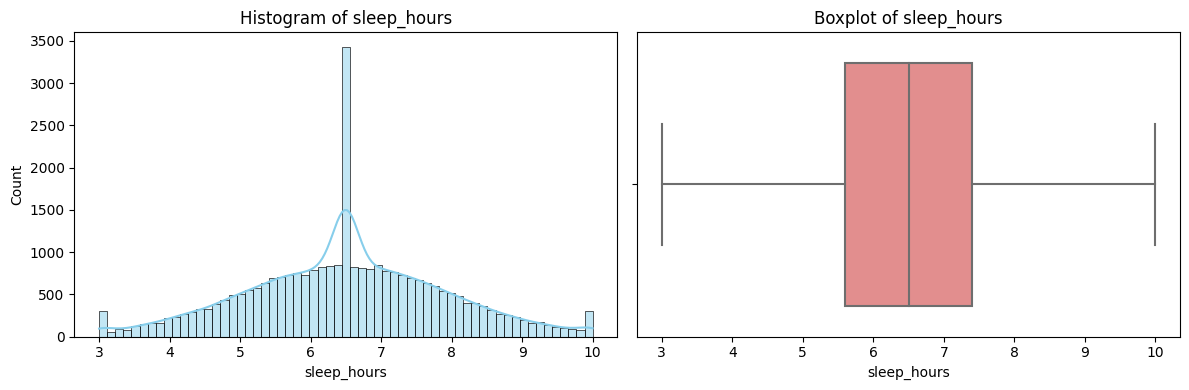 Histogram of sleep_hours
3500
3000
2500
2000
1500
1000
500
0
Count
3 4 5 6 7 8 9 10
sleep_hours
Boxplot of sleep_hours
3 4 5 6 7 8 9 10
sleep_hours